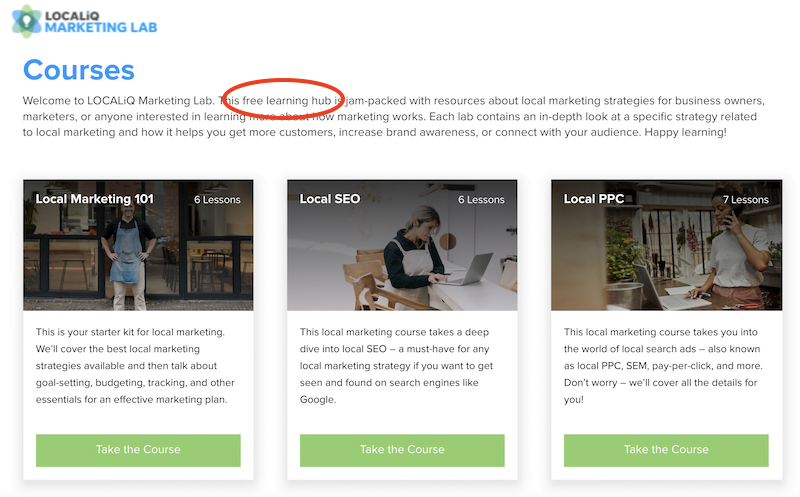 LOCALiQ
MARKETING LAB
Courses
Welcome to LOCALiQ Marketing Lab. This free learning hub is jam-packed with resources about local marketing strategies for business owners,
marketers, or anyone interested in learning more about how marketing works. Each lab contains an in-depth look at a specific strategy related
to local marketing and how it helps you get more customers, increase brand awareness, or connect with your audience. Happy learning!
Local Marketing 101
6 Lessons
This is your starter kit for local marketing.
We'll cover the best local marketing
strategies available and then talk about
goal-setting, budgeting, tracking, and other
essentials for an effective marketing plan.
Take the Course
Local SEO
6 Lessons
This local marketing course takes a deep
dive into local SEO – a must-have for any
local marketing strategy if you want to get
seen and found on search engines like
Google.
Take the Course
Local PPC
7 Lessons
This local marketing course takes you into
the world of local search ads – also known
as local PPC, SEM, pay-per-click, and more.
Don't worry – we'll cover all the details for
you!
Take the Course